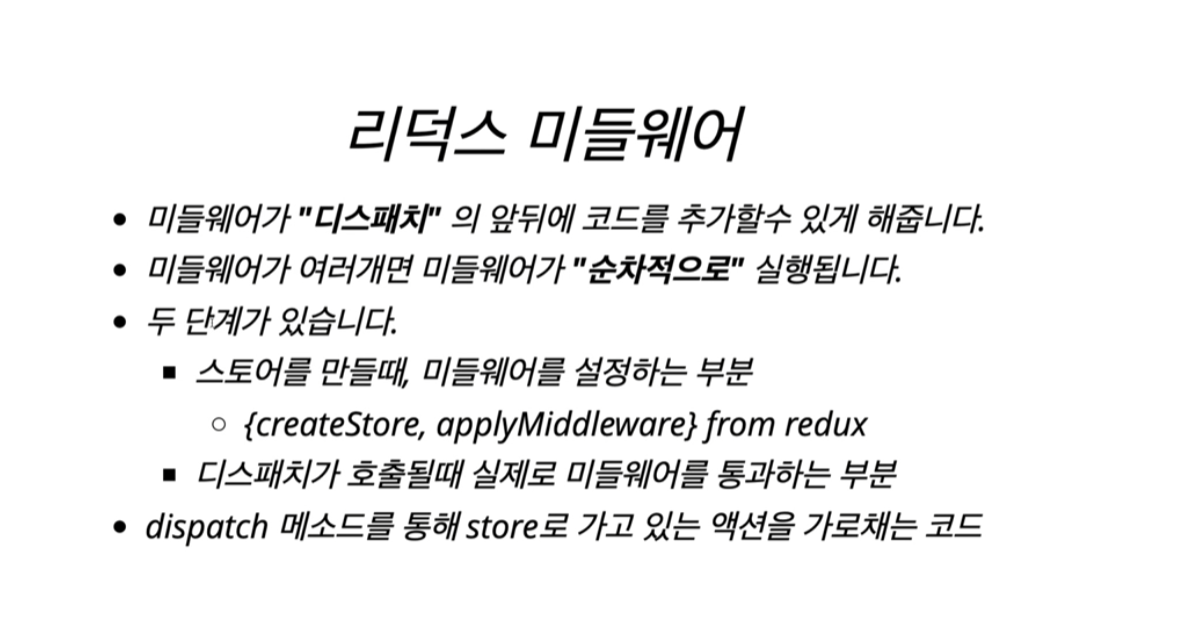 리덕스 미들웨어
미들웨어가 "디스패치" 의 앞뒤에 코드를 추가할수 있게 해줍니다.
미들웨어가 여러개면 미들웨어가 "순차적으로" 실행됩니다.
두 단계가 있습니다.
스토어를 만들때, 미들웨어를 설정하는 부분
{createStore, applyMiddleware} from redux
디스패치가 호출될때 실제로 미들웨어를 통과하는 부분
dispatch 메소드를 통해 store로 가고 있는 액션을 가로채는 코드